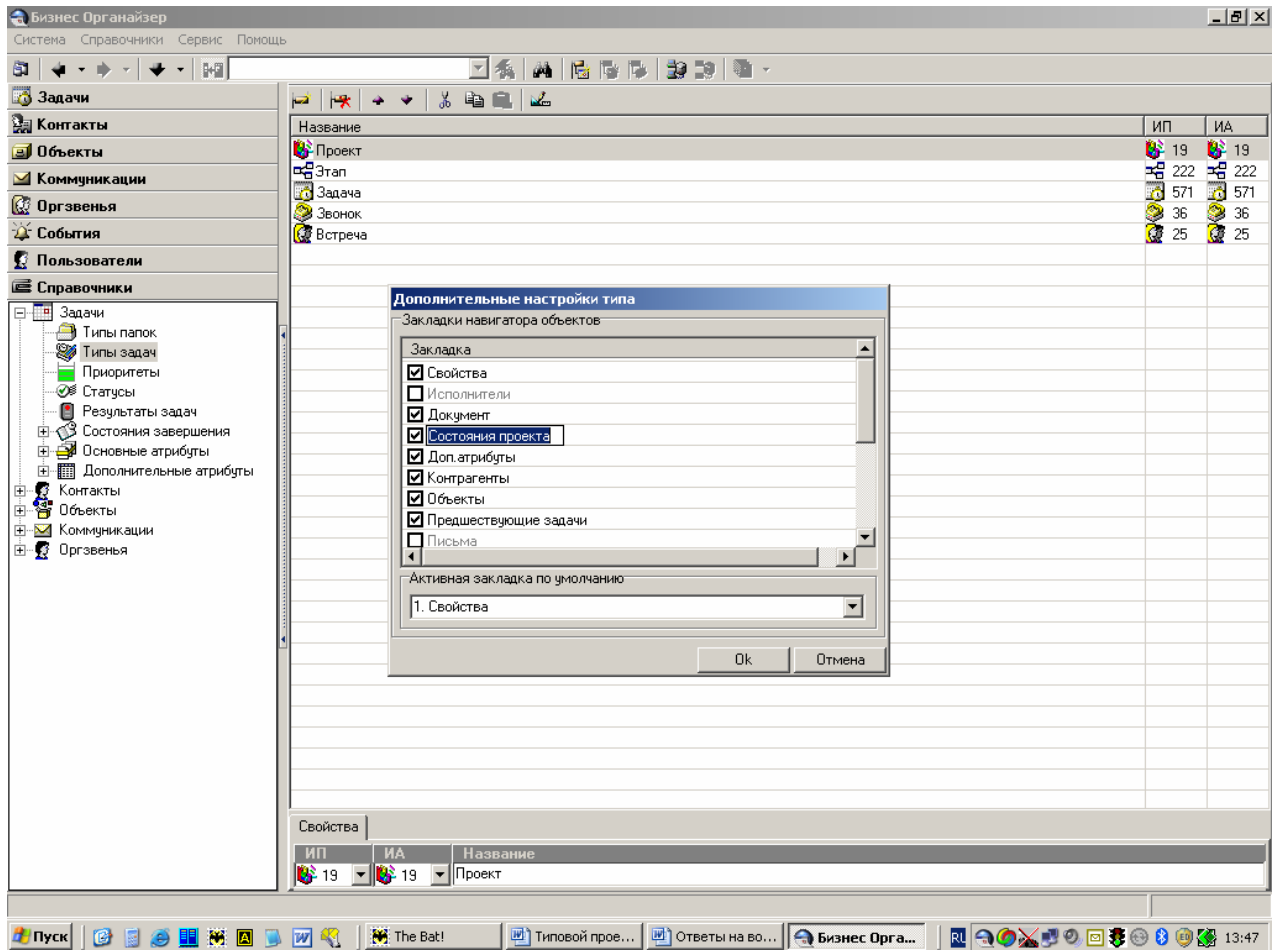 Бизнес Органайзер
Система Справочники Сервис Помощь
Задачи
Контакты
Объекты
Коммуникации
Оргзвенья
События
Пользователи
Справочники
Задачи
Типы папок
Типы задач
Приоритеты
Статусы
Результаты задач
Состояния завершения
Основные атрибуты
Дополнительные атрибуты
Контакты
Объекты
Коммуникации
Оргзвенья
Название ИП ИА
Проект 19 19
Этап 222 222
Задача 571 571
Звонок 36 36
Встреча 25 25
Дополнительные настройки типа
Закладки навигатора объектов
Закладка
Свойства
Исполнители
Документ
Состояния проекта
Доп.атрибуты
Контрагенты
Объекты
Предшествующие задачи
Письма
Активная закладка по умолчанию
1. Свойства
Ok Отмена
Свойства
ИП ИА Название
19 19 Проект
Пуск The Bat! Типовой прое... Ответы на во... Бизнес Орга... RL 13:47